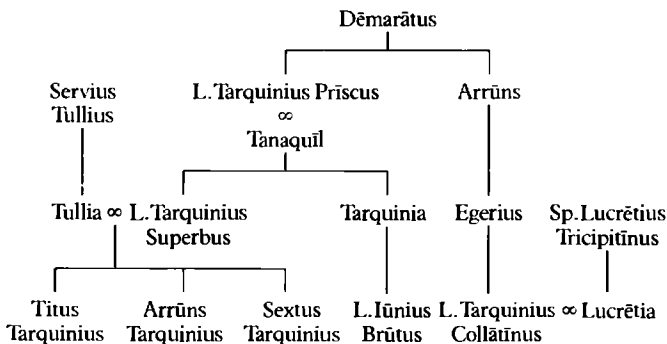 Dēmarātus
Servius L. Tarquinius Prīscus Arrūns
Tullius ∞
Tanaquīl
Tullia ∞ L. Tarquinius Tarquinia Egerius Sp. Lucrētius
Superbus Tricipitīnus
Titus Arrūns Sextus L. Iūnius L. Tarquinius ∞ Lucrētia
Tarquinius Tarquinius Tarquinius Brūtus Collātīnus